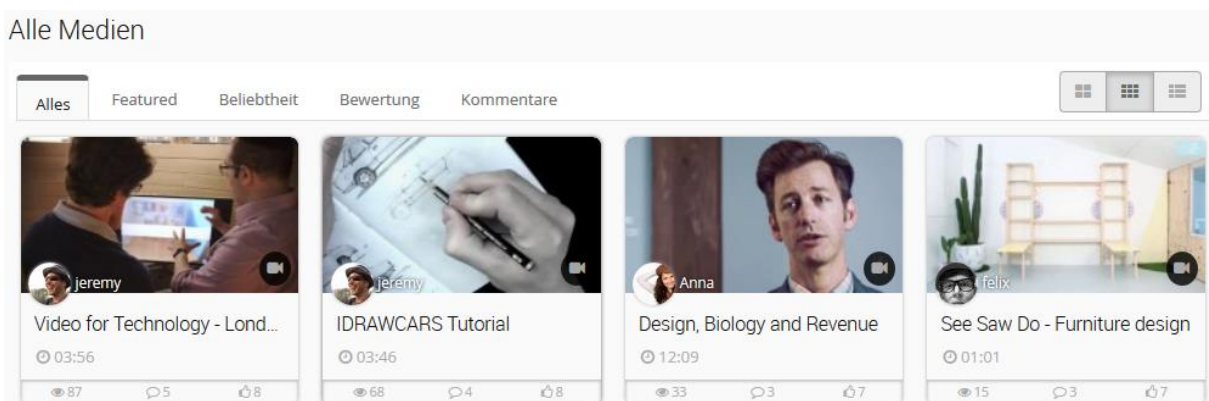 Alle Medien
Alles Featured Beliebtheit Bewertung Kommentare
jeremy jeremy Anna felix
Video for Technology - Lond... IDRAWCARS Tutorial Design, Biology and Revenue See Saw Do - Furniture design
03:56 03:46 12:09 01:01
87 5 8 68 4 8 33 3 7 15 3 7